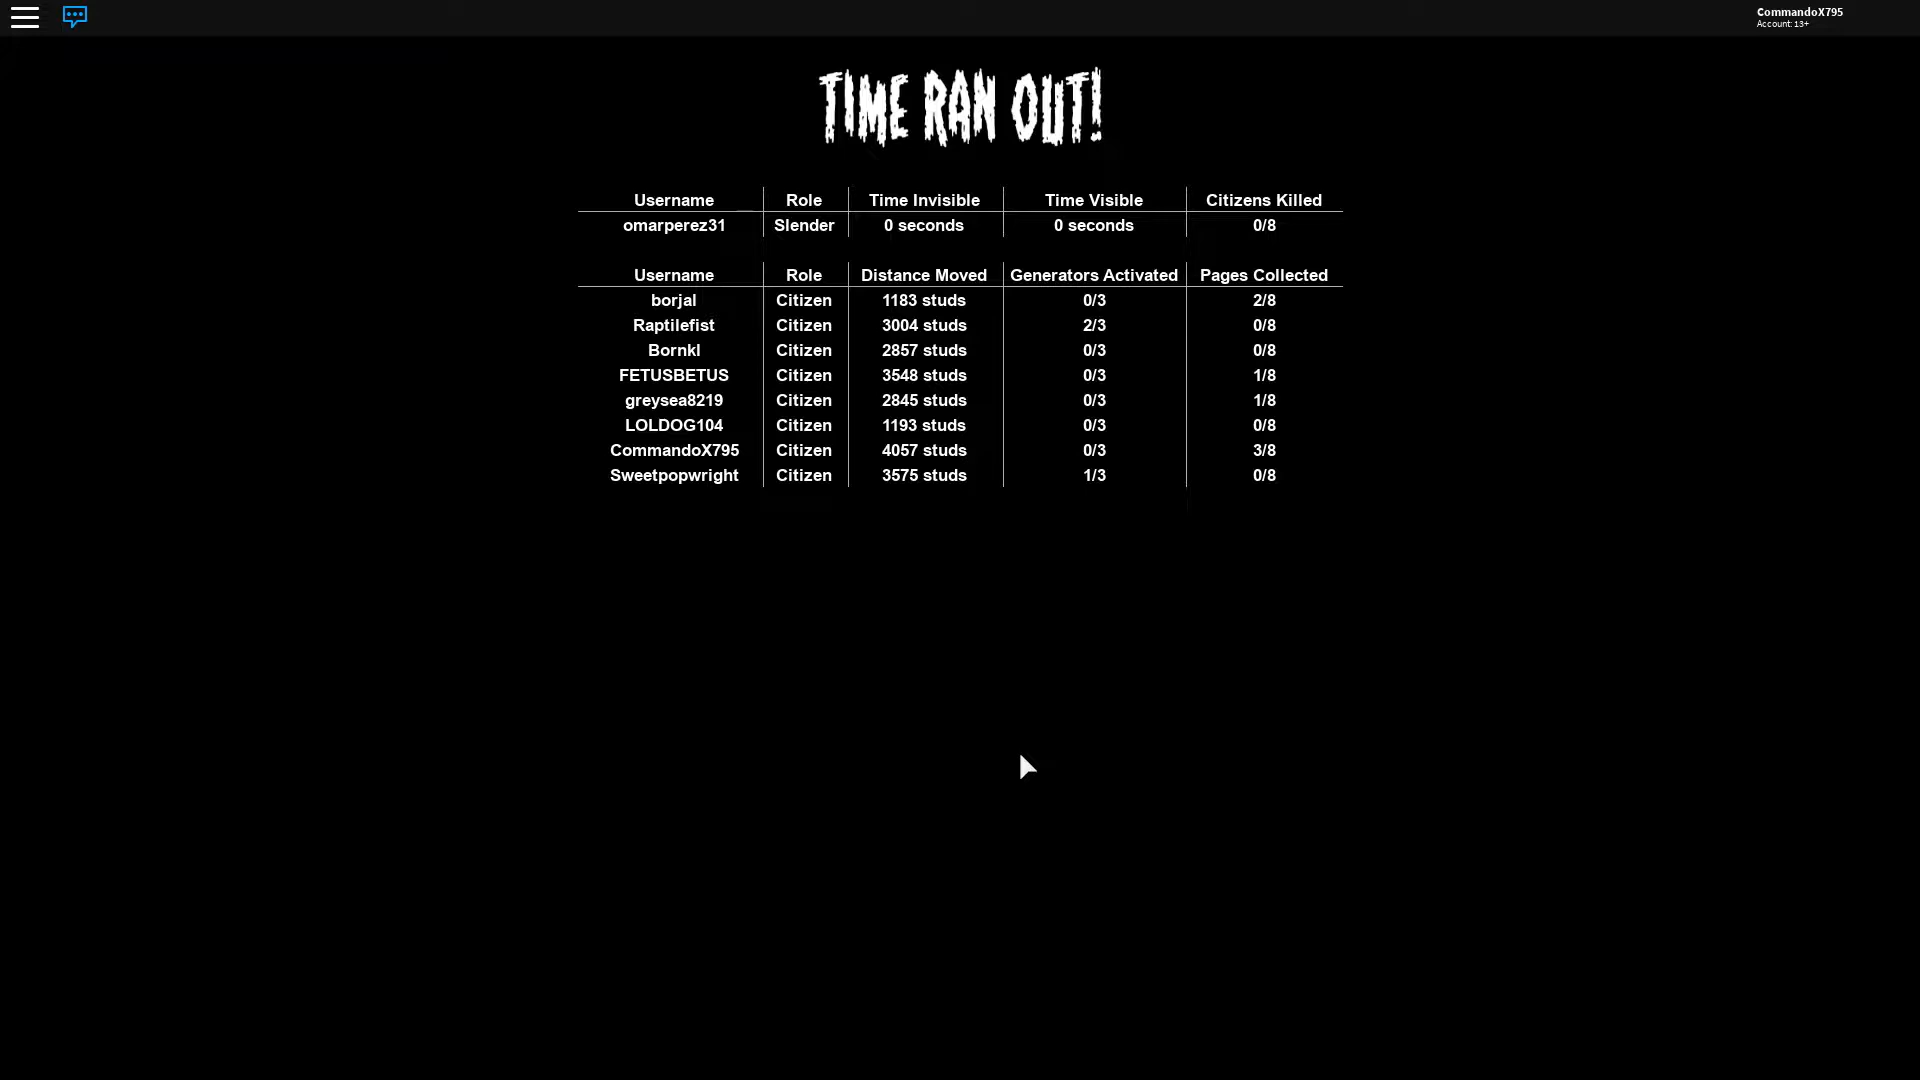 CommandoX795
Account: 13+
TIME RAN OUT!
Username Role Time Invisible Time Visible Citizens Killed
omarperez31 Slender 0 seconds 0 seconds 0/8
Username Role Distance Moved Generators Activated Pages Collected
borjal Citizen 1183 studs 0/3 2/8
Raptilefist Citizen 3004 studs 2/3 0/8
Bornkl Citizen 2857 studs 0/3 0/8
FETUSBETUS Citizen 3548 studs 0/3 1/8
greysea8219 Citizen 2845 studs 0/3 1/8
LOLDOG104 Citizen 1193 studs 0/3 0/8
CommandoX795 Citizen 4057 studs 0/3 3/8
Sweetpopwright Citizen 3575 studs 1/3 0/8